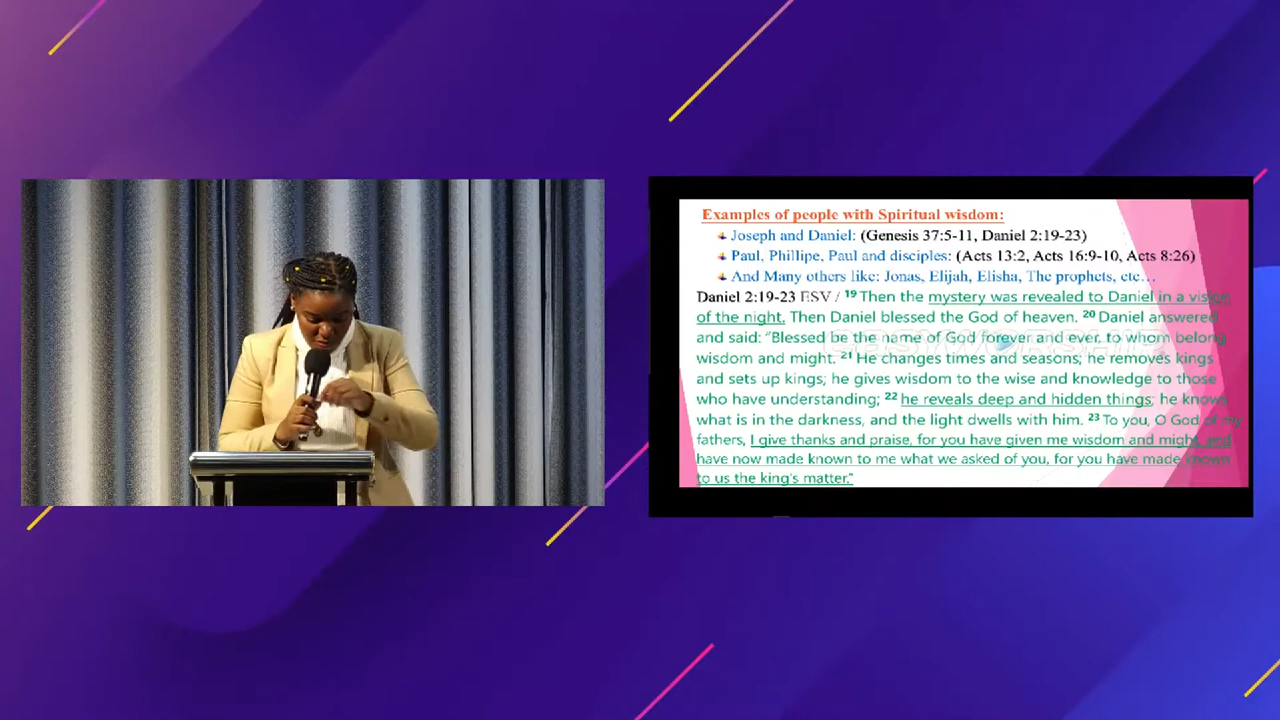 Examples of people with Spiritual wisdom:
Joseph and Daniel: (Genesis 37:5-11, Daniel 2:19-23)
Paul, Phillipe, Paul and disciples: (Acts 13:2, Acts 16:9-10, Acts 8:26)
And Many others like: Jonas, Elijah, Elisha, The prophets, etc…
Daniel 2:19-23 ESV / 19 Then the mystery was revealed to Daniel in a vision
of the night. Then Daniel blessed the God of heaven. 20 Daniel answered
and said: “Blessed be the name of God forever and ever, to whom belong
wisdom and might. 21 He changes times and seasons; he removes kings
and sets up kings; he gives wisdom to the wise and knowledge to those
who have understanding; 22 he reveals deep and hidden things; he knows
what is in the darkness, and the light dwells with him. 23 To you, O God of my
fathers, I give thanks and praise, for you have given me wisdom and might, and
have now made known to me what we asked of you, for you have made known
to us the king's matter.”
EASYWORSHIP